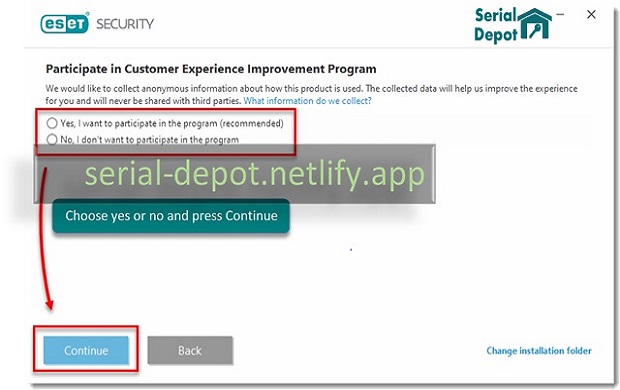 eset SECURITY
Serial
Depot
Participate in Customer Experience Improvement Program
We would like to collect anonymous information about how this product is used. The collected data will help us improve the experience
for you and will never be shared with third parties. What information do we collect?
Yes, I want to participate in the program (recommended)
No, I don't want to participate in the program
serial-depot.netlify.app
Choose yes or no and press Continue
Continue
Back
Change installation folder